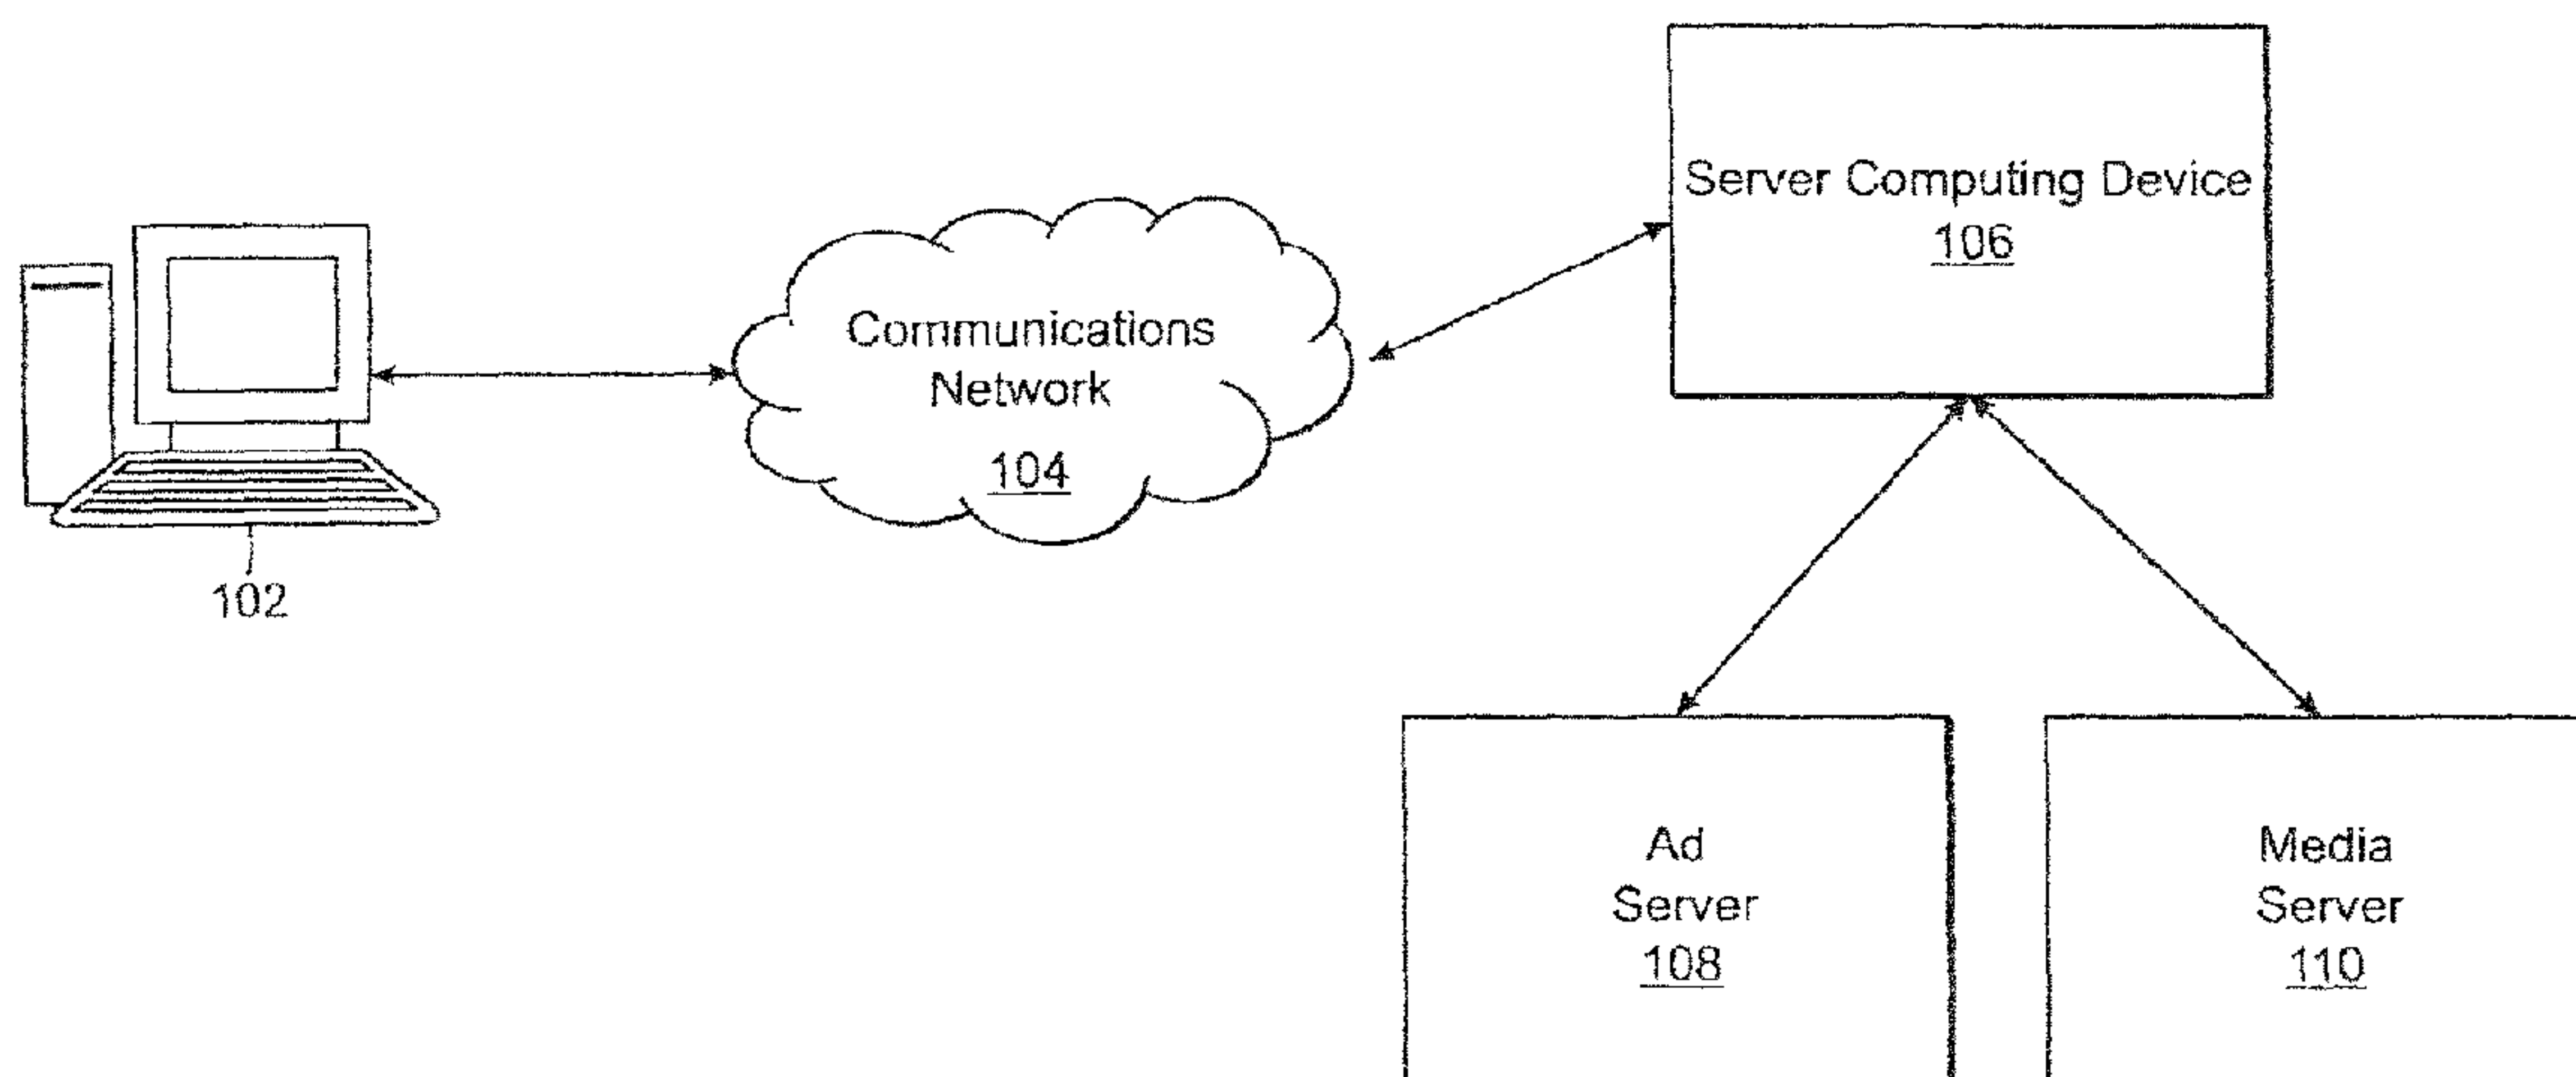 Server Computing Device
106
Communications
Network
104
102
Ad
Server
108
Media
Server
110